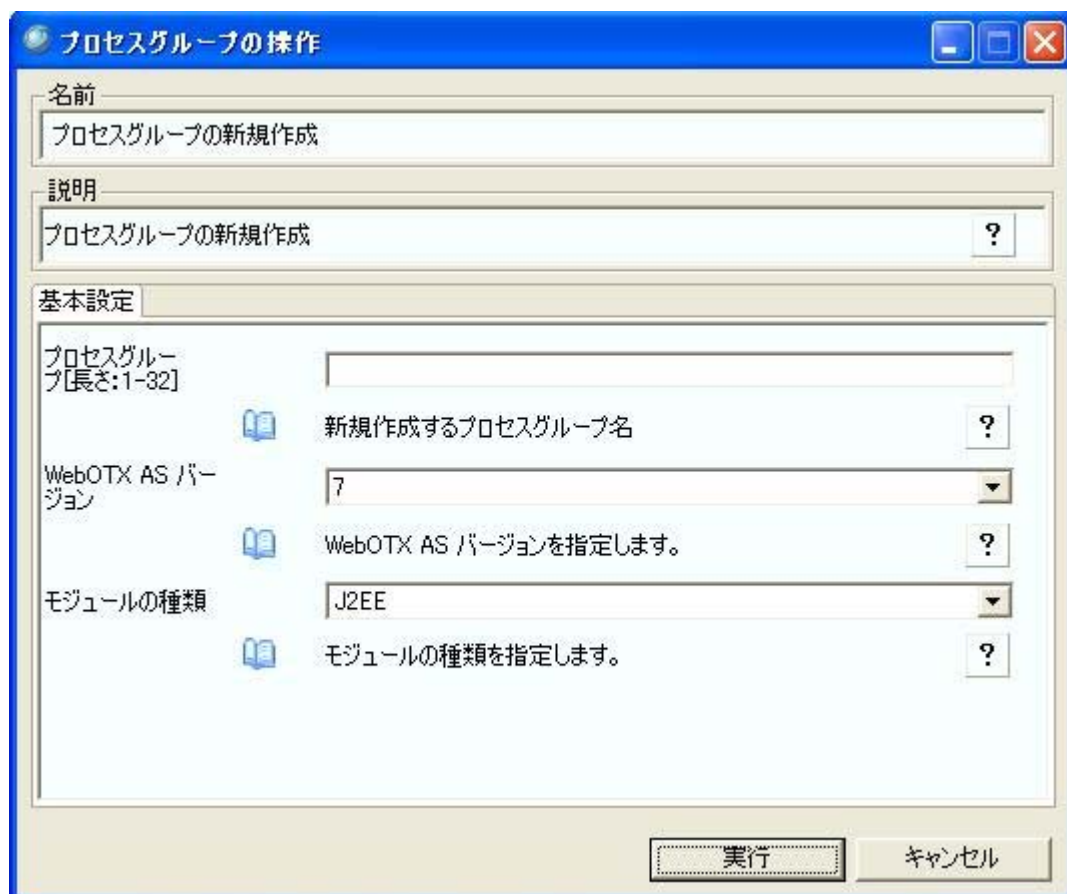 プロセスグループの操作
名前
プロセスグループの新規作成
説明
プロセスグループの新規作成
?
基本設定
プロセスグルー
プ[長さ:1-32]
新規作成するプロセスグループ名
?
WebOTX AS バー
ジョン
7
WebOTX AS バージョンを指定します。
?
モジュールの種類
J2EE
モジュールの種類を指定します。
?
実行
キャンセル